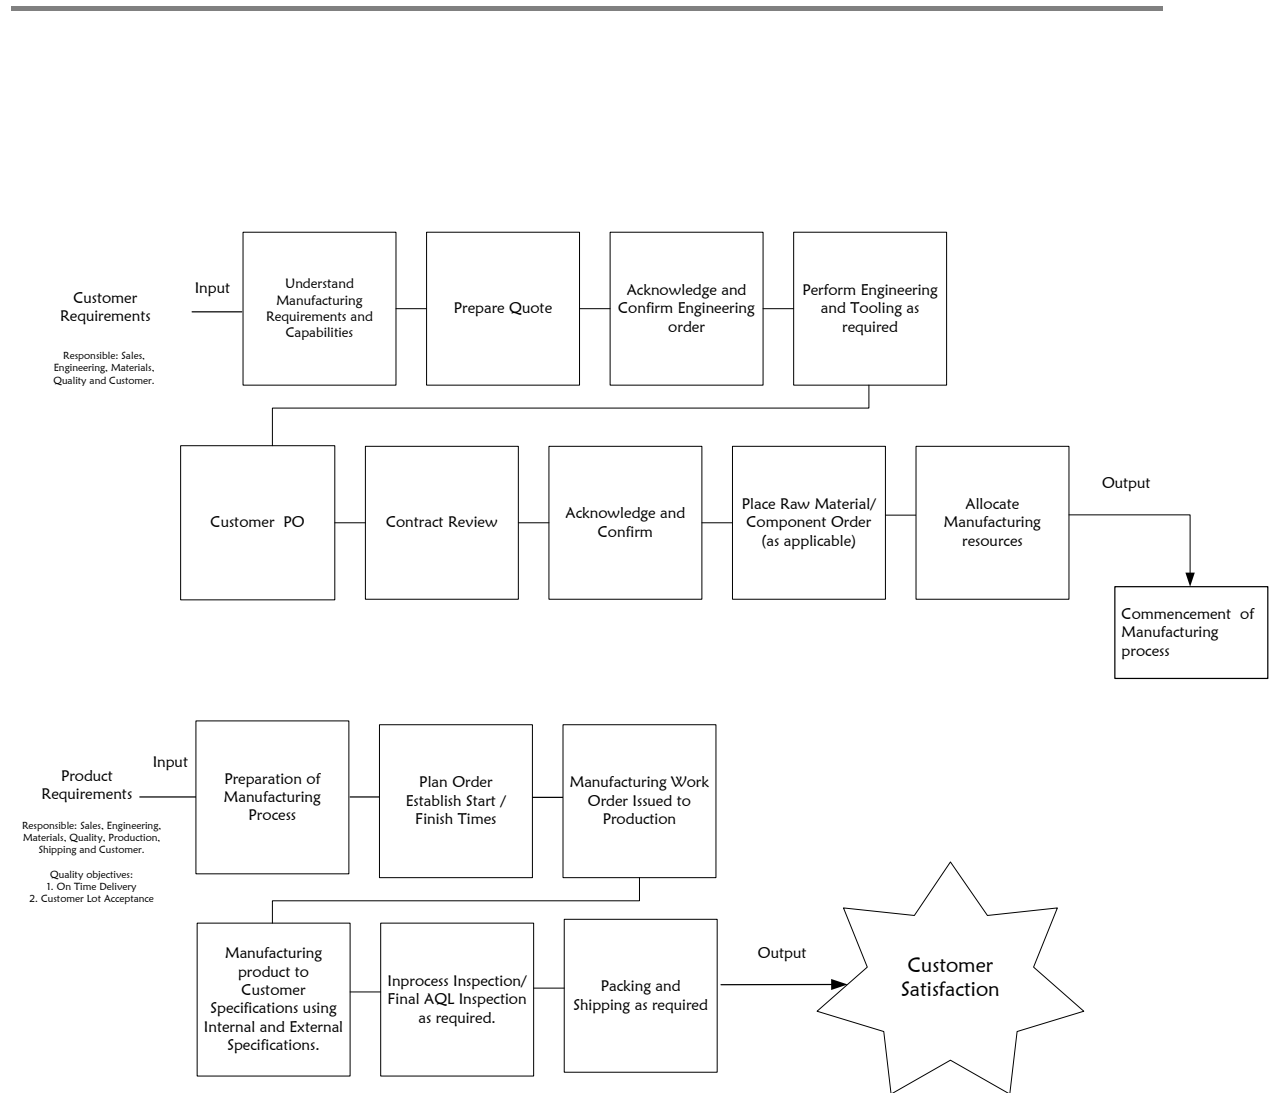 Customer
Requirements
Responsible: Sales,
Engineering, Materials,
Quality and Customer.
Input
Understand
Manufacturing
Requirements and
Capabilities
Prepare Quote
Acknowledge and
Confirm Engineering
order
Perform Engineering
and Tooling as
required
Customer PO
Contract Review
Acknowledge and
Confirm
Place Raw Material/
Component Order
(as applicable)
Allocate
Manufacturing
resources
Output
Commencement of
Manufacturing
process
Product
Requirements
Responsible: Sales, Engineering,
Materials, Quality, Production,
Shipping and Customer.
Quality objectives:
1. On Time Delivery
2. Customer Lot Acceptance
Input
Preparation of
Manufacturing
Process
Plan Order
Establish Start /
Finish Times
Manufacturing Work
Order Issued to
Production
Manufacturing
product to
Customer
Specifications using
Internal and External
Specifications.
Inprocess Inspection/
Final AQL Inspection
as required.
Packing and
Shipping as required
Output
Customer
Satisfaction